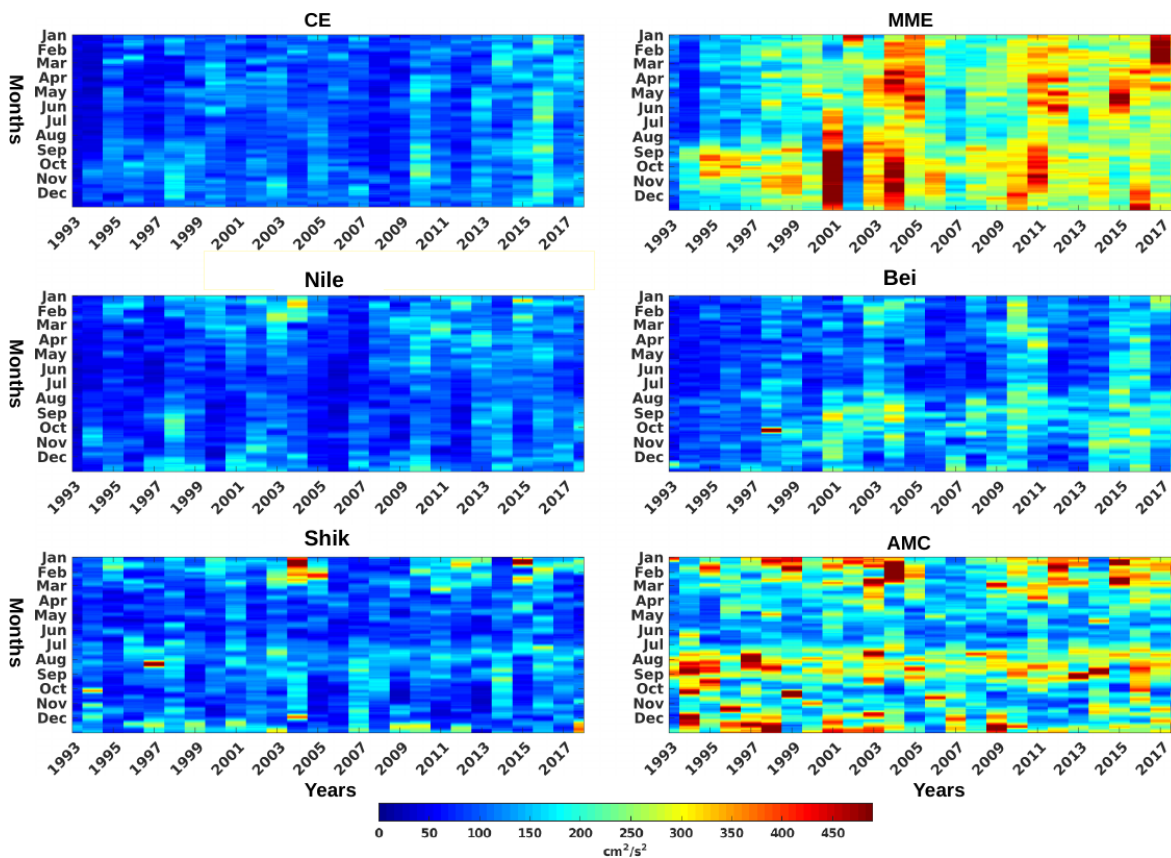 CE
Months
Jan
Feb
Mar
Apr
May
Jun
Jul
Aug
Sep
Oct
Nov
Dec
1993 1995 1997 1999 2001 2003 2005 2007 2009 2011 2013 2015 2017
MME
Jan
Feb
Mar
Apr
May
Jun
Aug
Sep
Oct
Nov
Dec
1993 1995 1997 1999 2001 2003 2005 2007 2009 2011 2013 2015 2017
Nile
Months
Jan
Feb
Mar
Apr
May
Jun
Jul
Aug
Sep
Oct
Nov
Dec
1993 1995 1997 1999 2001 2003 2005 2007 2009 2011 2013 2015 2017
Bei
Jan
Feb
Mar
Apr
May
Jun
Jul
Aug
Sep
Oct
Nov
Dec
1993 1995 1997 1999 2001 2003 2005 2007 2009 2011 2013 2015 2017
Shik
Months
Jan
Feb
Mar
Apr
May
Jun
Jul
Aug
Sep
Oct
Nov
Dec
1993 1995 1997 1999 2001 2003 2005 2007 2009 2011 2013 2015 2017
Years
AMC
Jan
Feb
Mar
Apr
May
Jun
Jul
Aug
Sep
Oct
Nov
Dec
1993 1995 1997 1999 2001 2003 2005 2007 2009 2011 2013 2015 2017
Years
0 50 100 150 200 250 300 350 400 450
cm²/s²